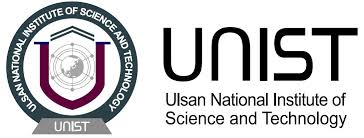 ULSAN NATIONAL INSTITUTE OF SCIENCE AND TECHNOLOGY
UNIST
UNIST
Ulsan National Institute of
Science and Technology